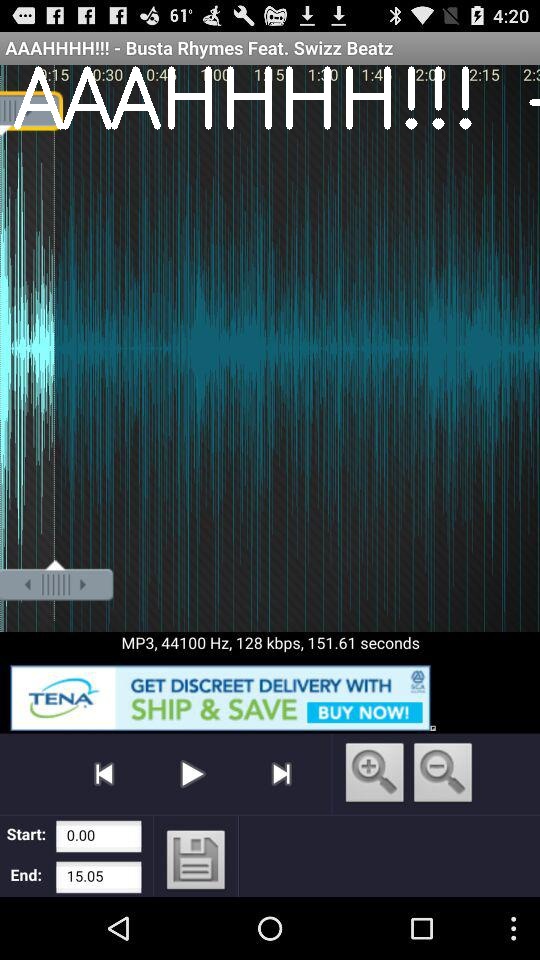 61° 4:20
AAAHHHH!!! - Busta Rhymes Feat. Swizz Beatz
0:15 0:30 0:45 1:00 1:15 1:30 1:45 2:00 2:15 2:3
AAAHHHH!!! -
MP3, 44100 Hz, 128 kbps, 151.61 seconds
TENA
GET DISCREET DELIVERY WITH
SHIP & SAVE BUY NOW!
SCA
Start: 0.00
End: 15.05